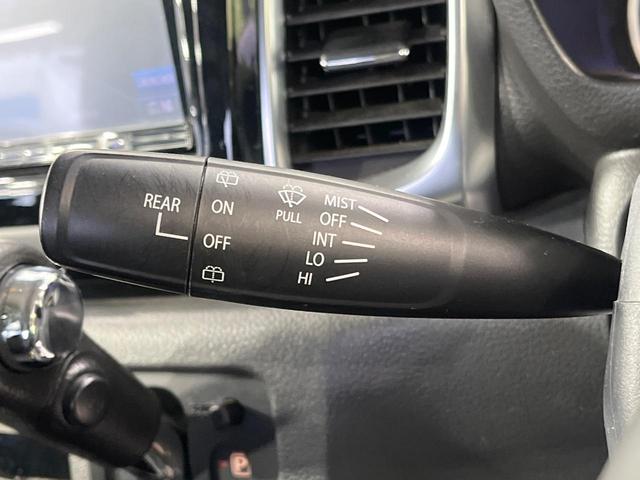 REAR
ON
OFF
PULL
MIST
OFF
INT
LO
HI
P